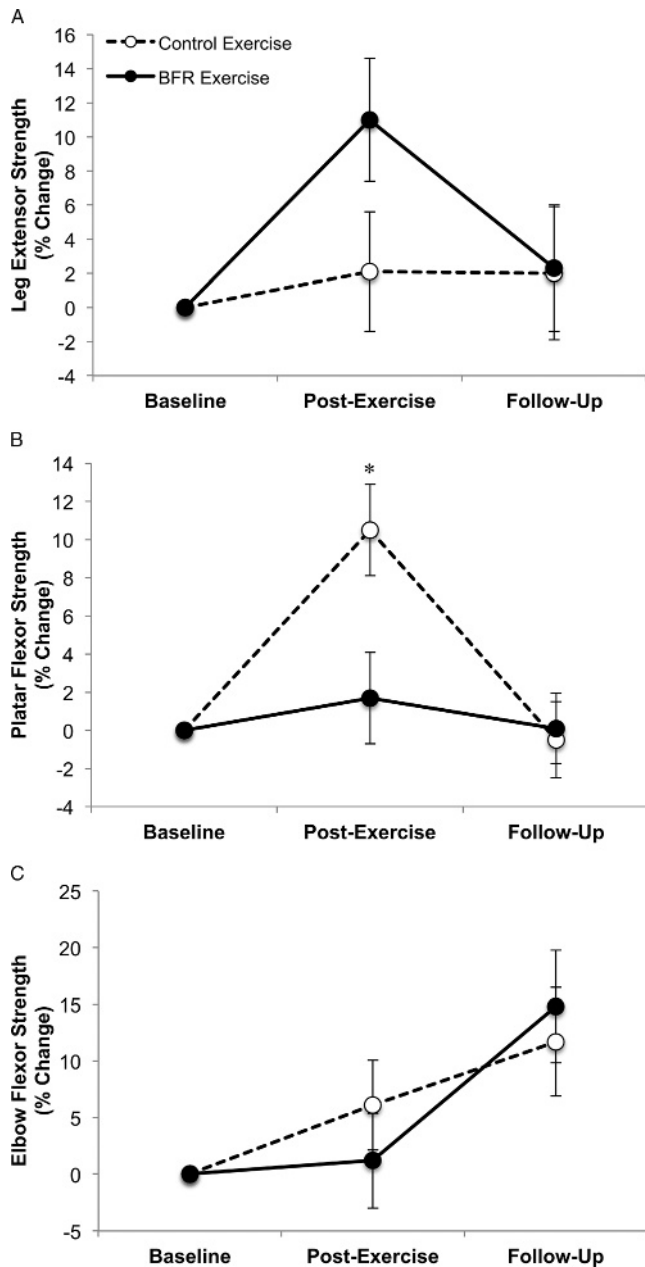 A
Leg Extensor Strength
(% Change)
16
14
12
10
8
6
4
2
0
-2
-4
Control Exercise
BFR Exercise
Baseline Post-Exercise Follow-Up
B
Platar Flexor Strength
(% Change)
14
12
10
8
6
4
2
0
-2
-4
*
Baseline Post-Exercise Follow-Up
C
Elbow Flexor Strength
(% Change)
25
20
15
10
5
0
-5
Baseline Post-Exercise Follow-Up